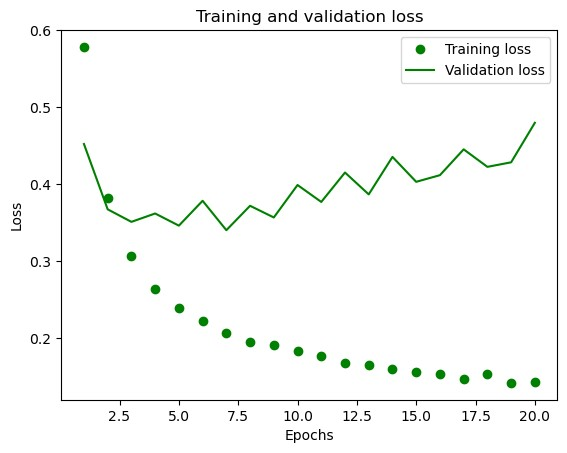 Training and validation loss
Training loss
Validation loss
0.6
0.5
0.4
0.3
0.2
Loss
2.5
5.0
7.5
10.0
12.5
15.0
17.5
20.0
Epochs